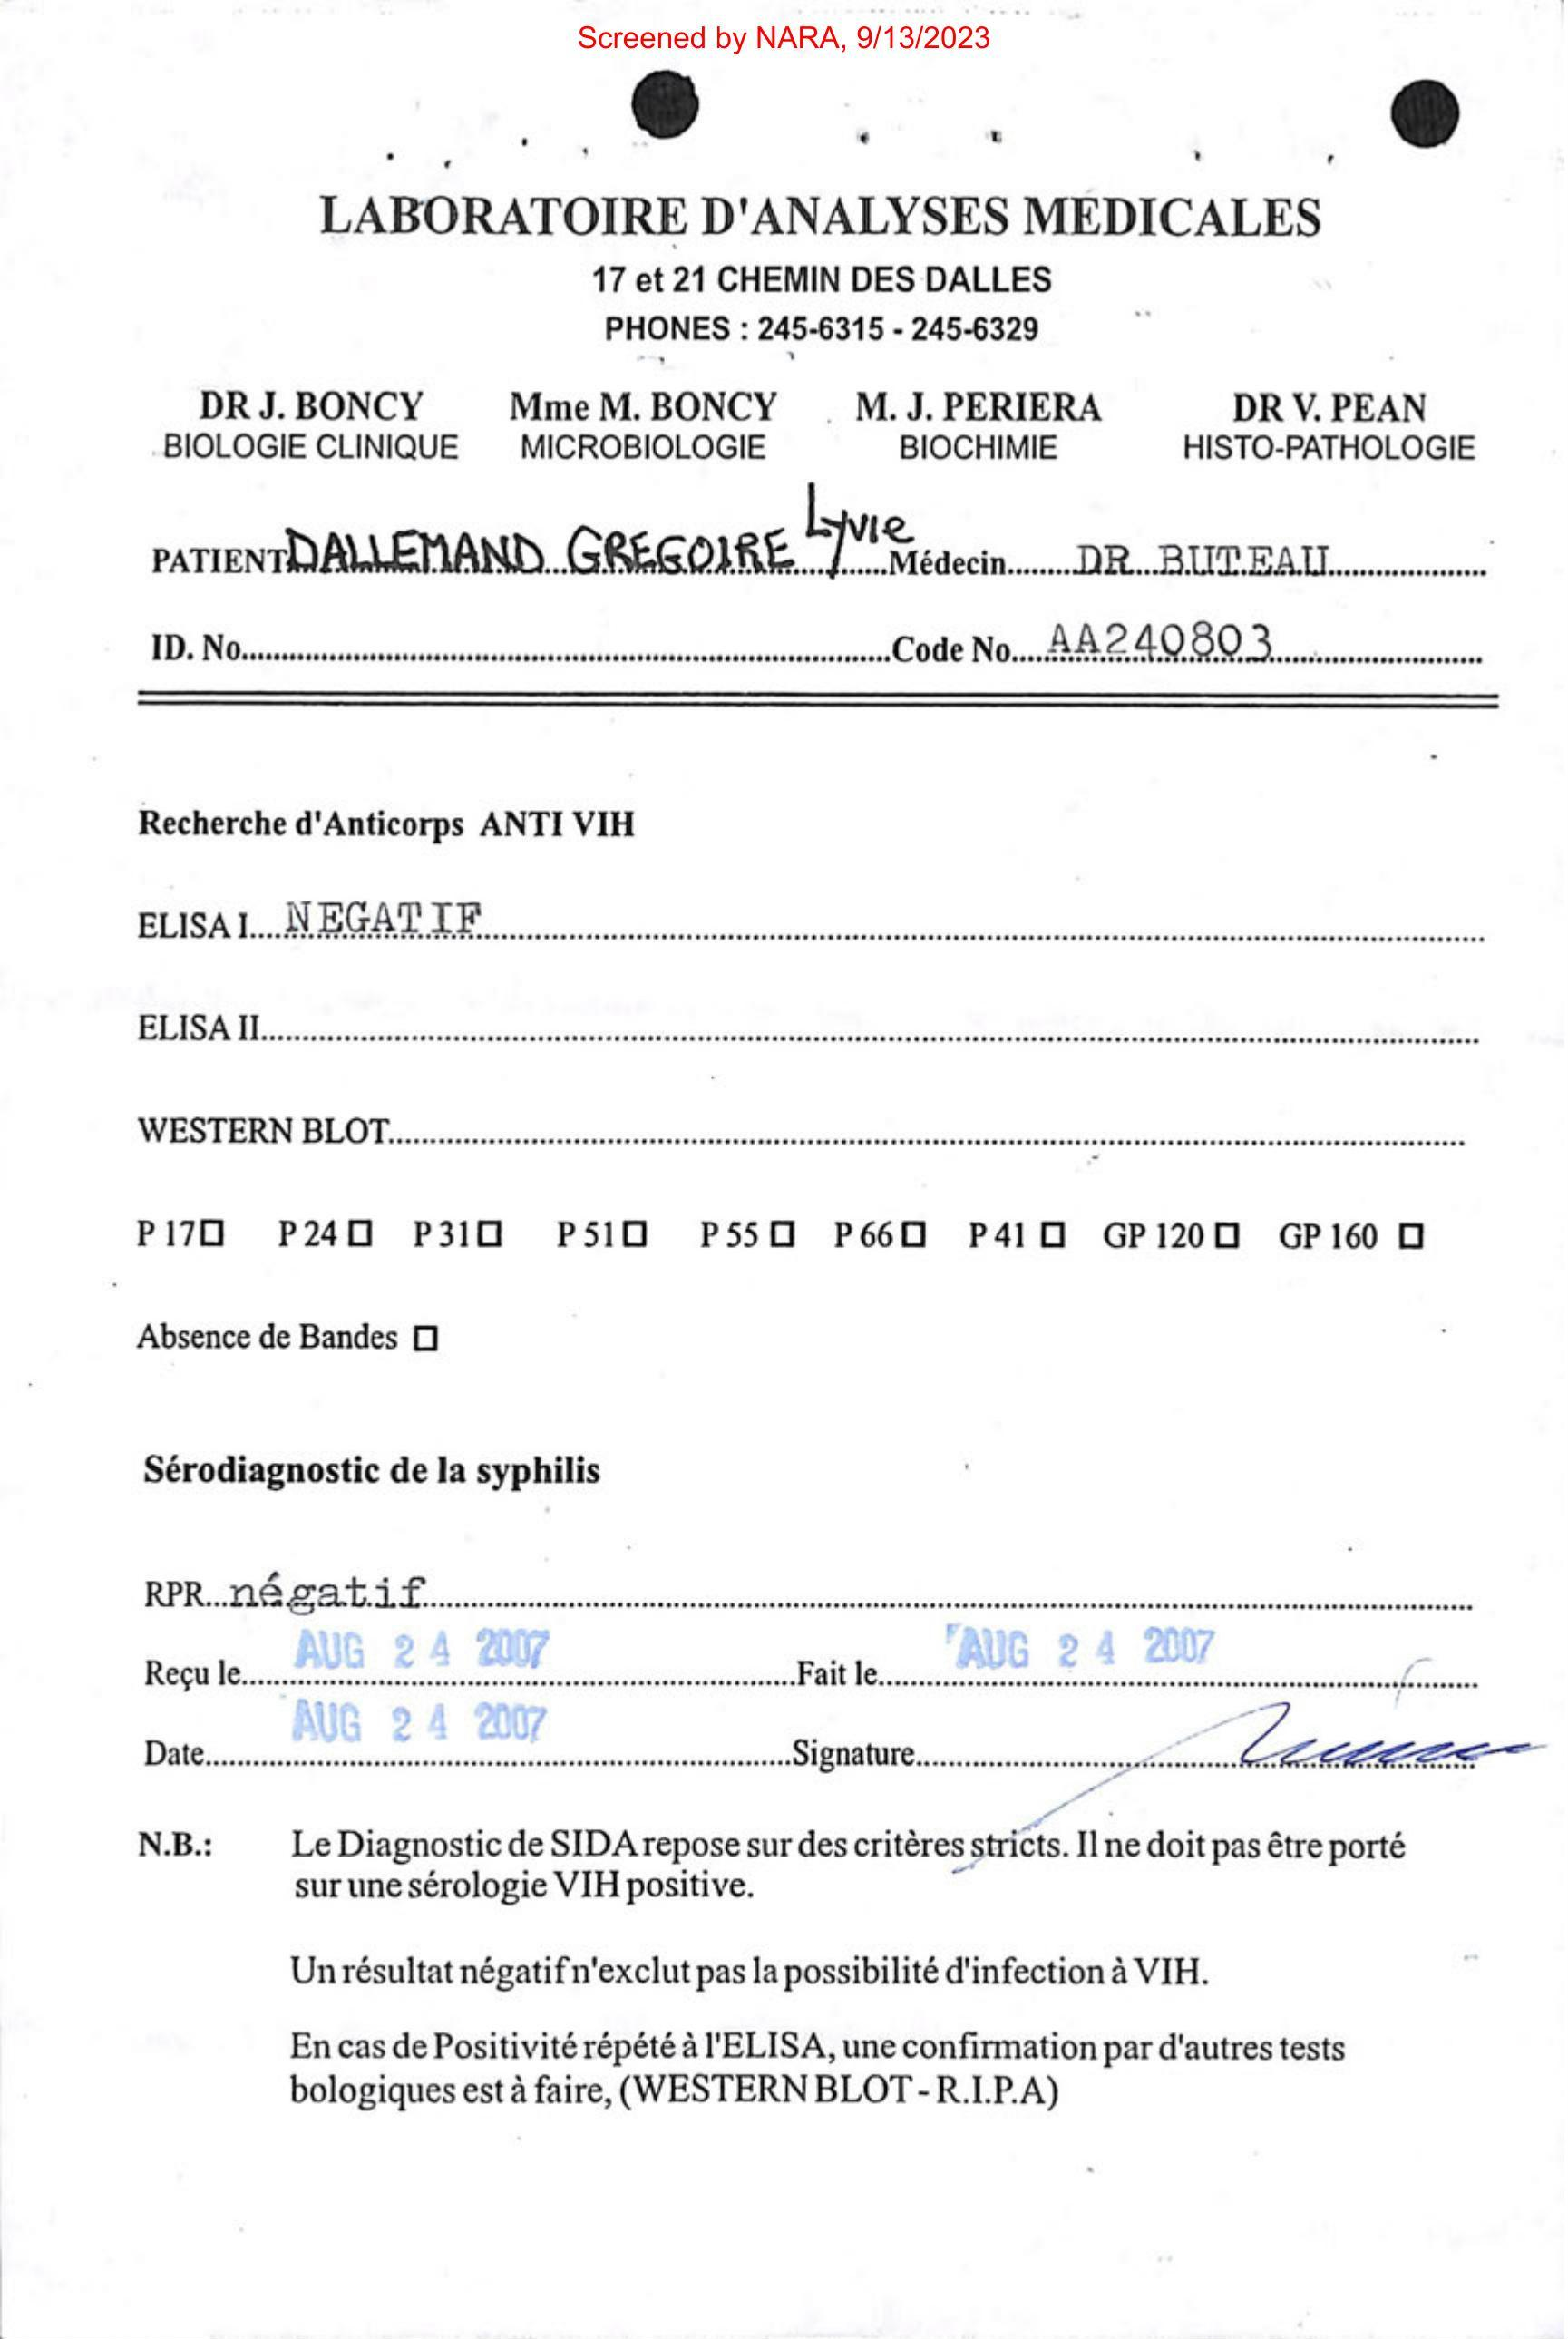 Screened by NARA, 9/13/2023
LABORATOIRE D'ANALYSES MÉDICALES
17 et 21 CHEMIN DES DALLES
PHONES : 245-6315 - 245-6329
DR J. BONCY Mme M. BONCY M. J. PERIERA DR V. PEAN
BIOLOGIE CLINIQUE MICROBIOLOGIE BIOCHIMIE HISTO-PATHOLOGIE
PATIENT DALLEMAND GREGOIRE Lyvie Médecin DR BUTEAU
ID. No. Code No. AA240803
Recherche d'Anticorps ANTI VIH
ELISA I NEGATIF
ELISA II
WESTERN BLOT
P 17 □ P 24 □ P 31 □ P 51 □ P 55 □ P 66 □ P 41 □ GP 120 □ GP 160 □
Absence de Bandes □
Sérodiagnostic de la syphilis
RPR négatif
Reçu le AUG 24 2007 Fait le AUG 24 2007
Date AUG 24 2007 Signature
N.B.: Le Diagnostic de SIDA repose sur des critères stricts. Il ne doit pas être porté
sur une sérologie VIH positive.
Un résultat négatif n'exclut pas la possibilité d'infection à VIH.
En cas de Positivité répété à l'ELISA, une confirmation par d'autres tests
bologiques est à faire, (WESTERN BLOT - R.I.P.A)